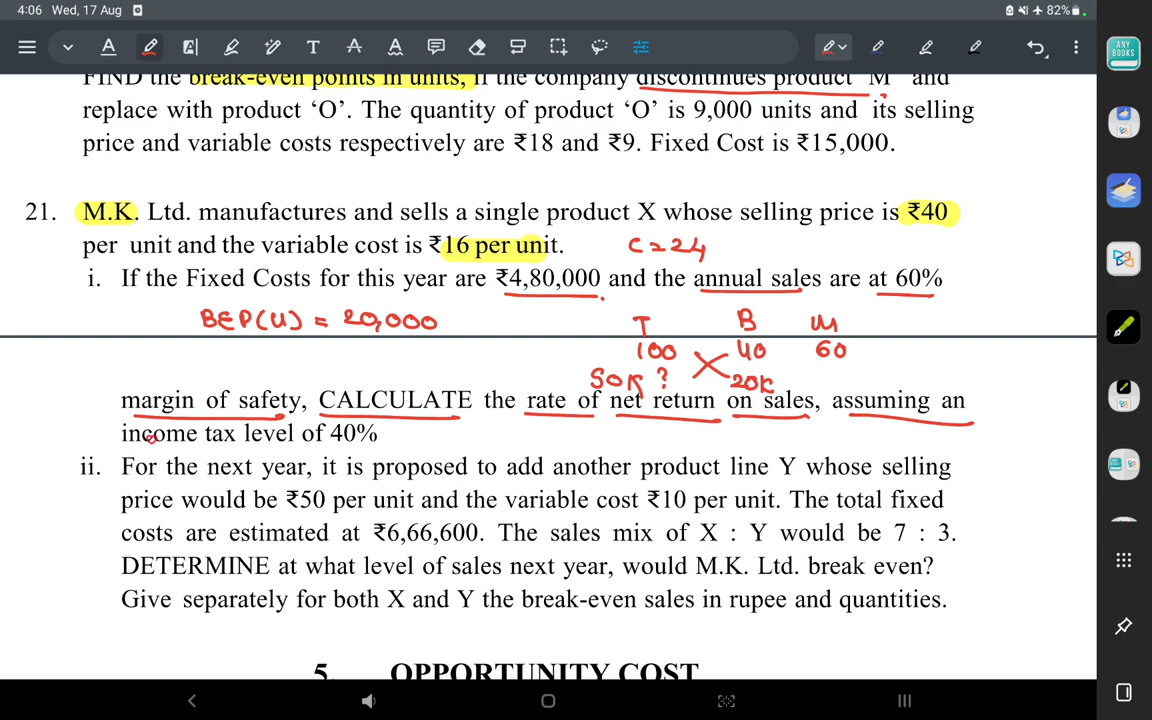 4:06 Wed, 17 Aug
82%
FIND the break-even points in units, if the company discontinues product 'M' and
replace with product ‘O’. The quantity of product ‘O’ is 9,000 units and its selling
price and variable costs respectively are ₹18 and ₹9. Fixed Cost is ₹15,000.
21. M.K. Ltd. manufactures and sells a single product X whose selling price is ₹40
per unit and the variable cost is ₹16 per unit. C = 24
i. If the Fixed Costs for this year are ₹4,80,000 and the annual sales are at 60%
BEP(U) = 20,000 T B M
100 40 60
50K ? 20K
margin of safety, CALCULATE the rate of net return on sales, assuming an
income tax level of 40%
ii. For the next year, it is proposed to add another product line Y whose selling
price would be ₹50 per unit and the variable cost ₹10 per unit. The total fixed
costs are estimated at ₹6,66,600. The sales mix of X : Y would be 7 : 3.
DETERMINE at what level of sales next year, would M.K. Ltd. break even?
Give separately for both X and Y the break-even sales in rupee and quantities.
5 OPPORTUNITY COST
ANY
BOOKS